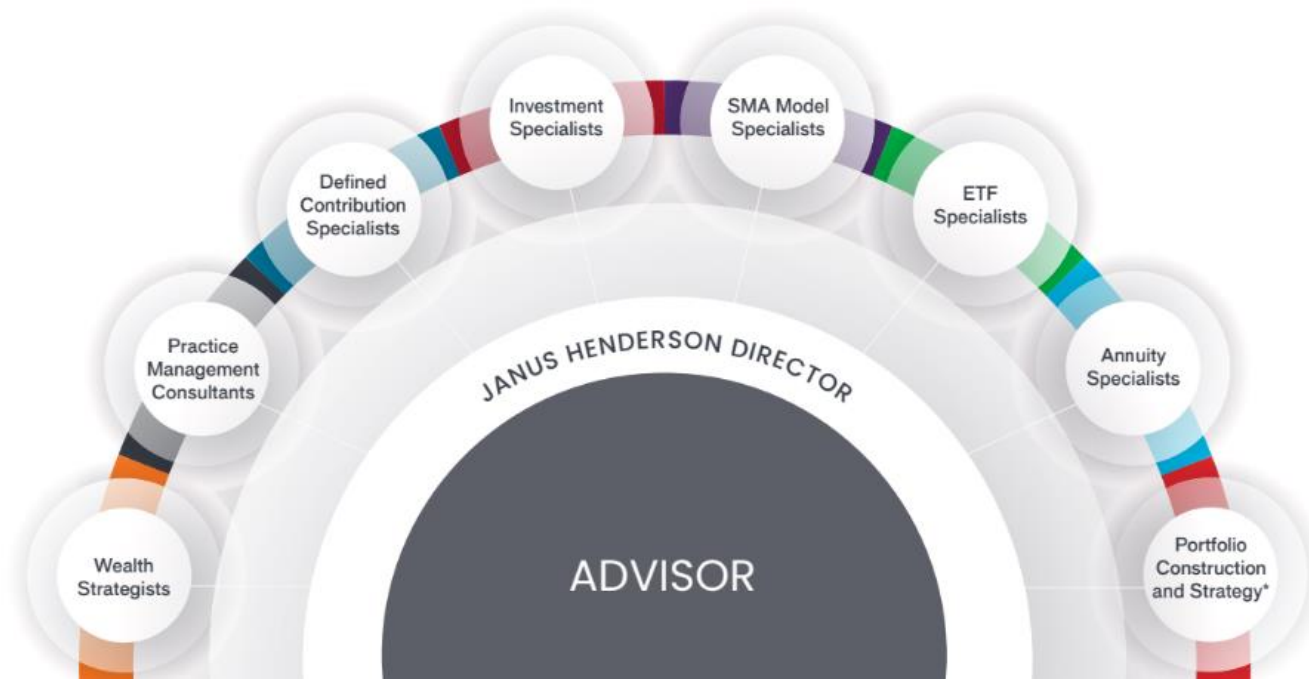 Investment
Specialists
SMA Model
Specialists
Defined
Contribution
Specialists
ETF
Specialists
Practice
Management
Consultants
Annuity
Specialists
Wealth
Strategists
Portfolio
Construction
and Strategy*
JANUS HENDERSON DIRECTOR
ADVISOR